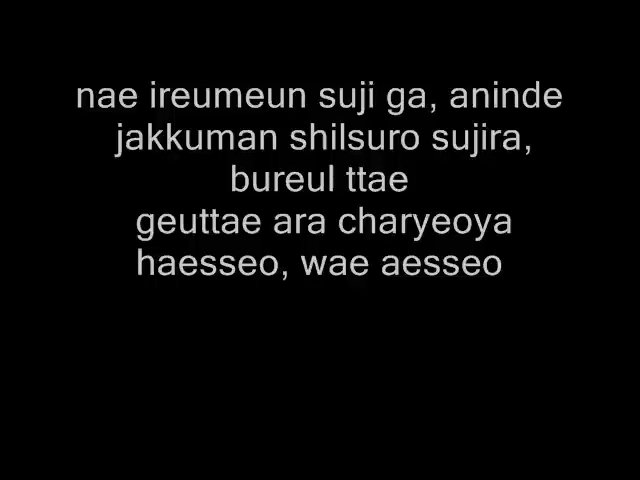 nae ireumeun suji ga, aninde
jakkuman shilsuro sujira,
bureul ttae
geuttae ara charyeoya
haesseo, wae aesseo